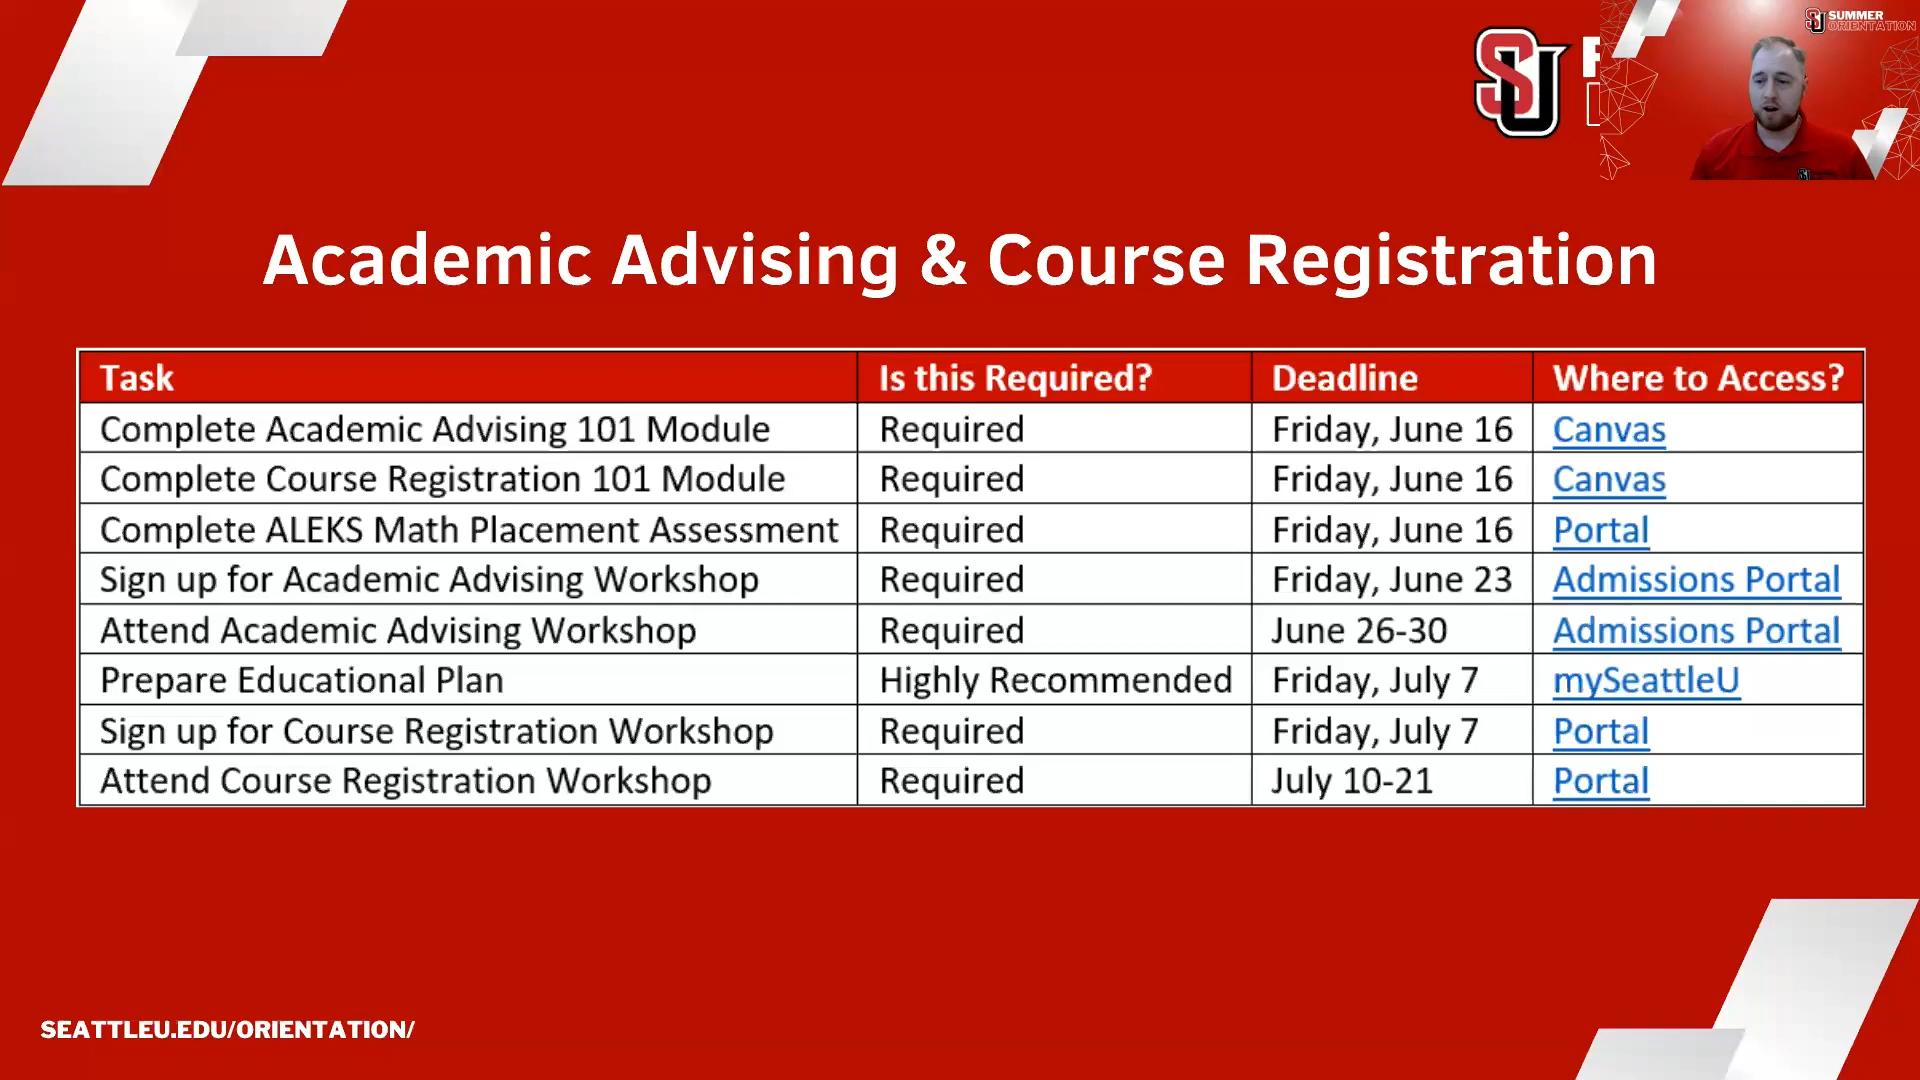 SU
SU SUMMER
ORIENTATION
Academic Advising & Course Registration
Task Is this Required? Deadline Where to Access?
Complete Academic Advising 101 Module Required Friday, June 16 Canvas
Complete Course Registration 101 Module Required Friday, June 16 Canvas
Complete ALEKS Math Placement Assessment Required Friday, June 16 Portal
Sign up for Academic Advising Workshop Required Friday, June 23 Admissions Portal
Attend Academic Advising Workshop Required June 26-30 Admissions Portal
Prepare Educational Plan Highly Recommended Friday, July 7 mySeattleU
Sign up for Course Registration Workshop Required Friday, July 7 Portal
Attend Course Registration Workshop Required July 10-21 Portal
SEATTLEU.EDU/ORIENTATION/